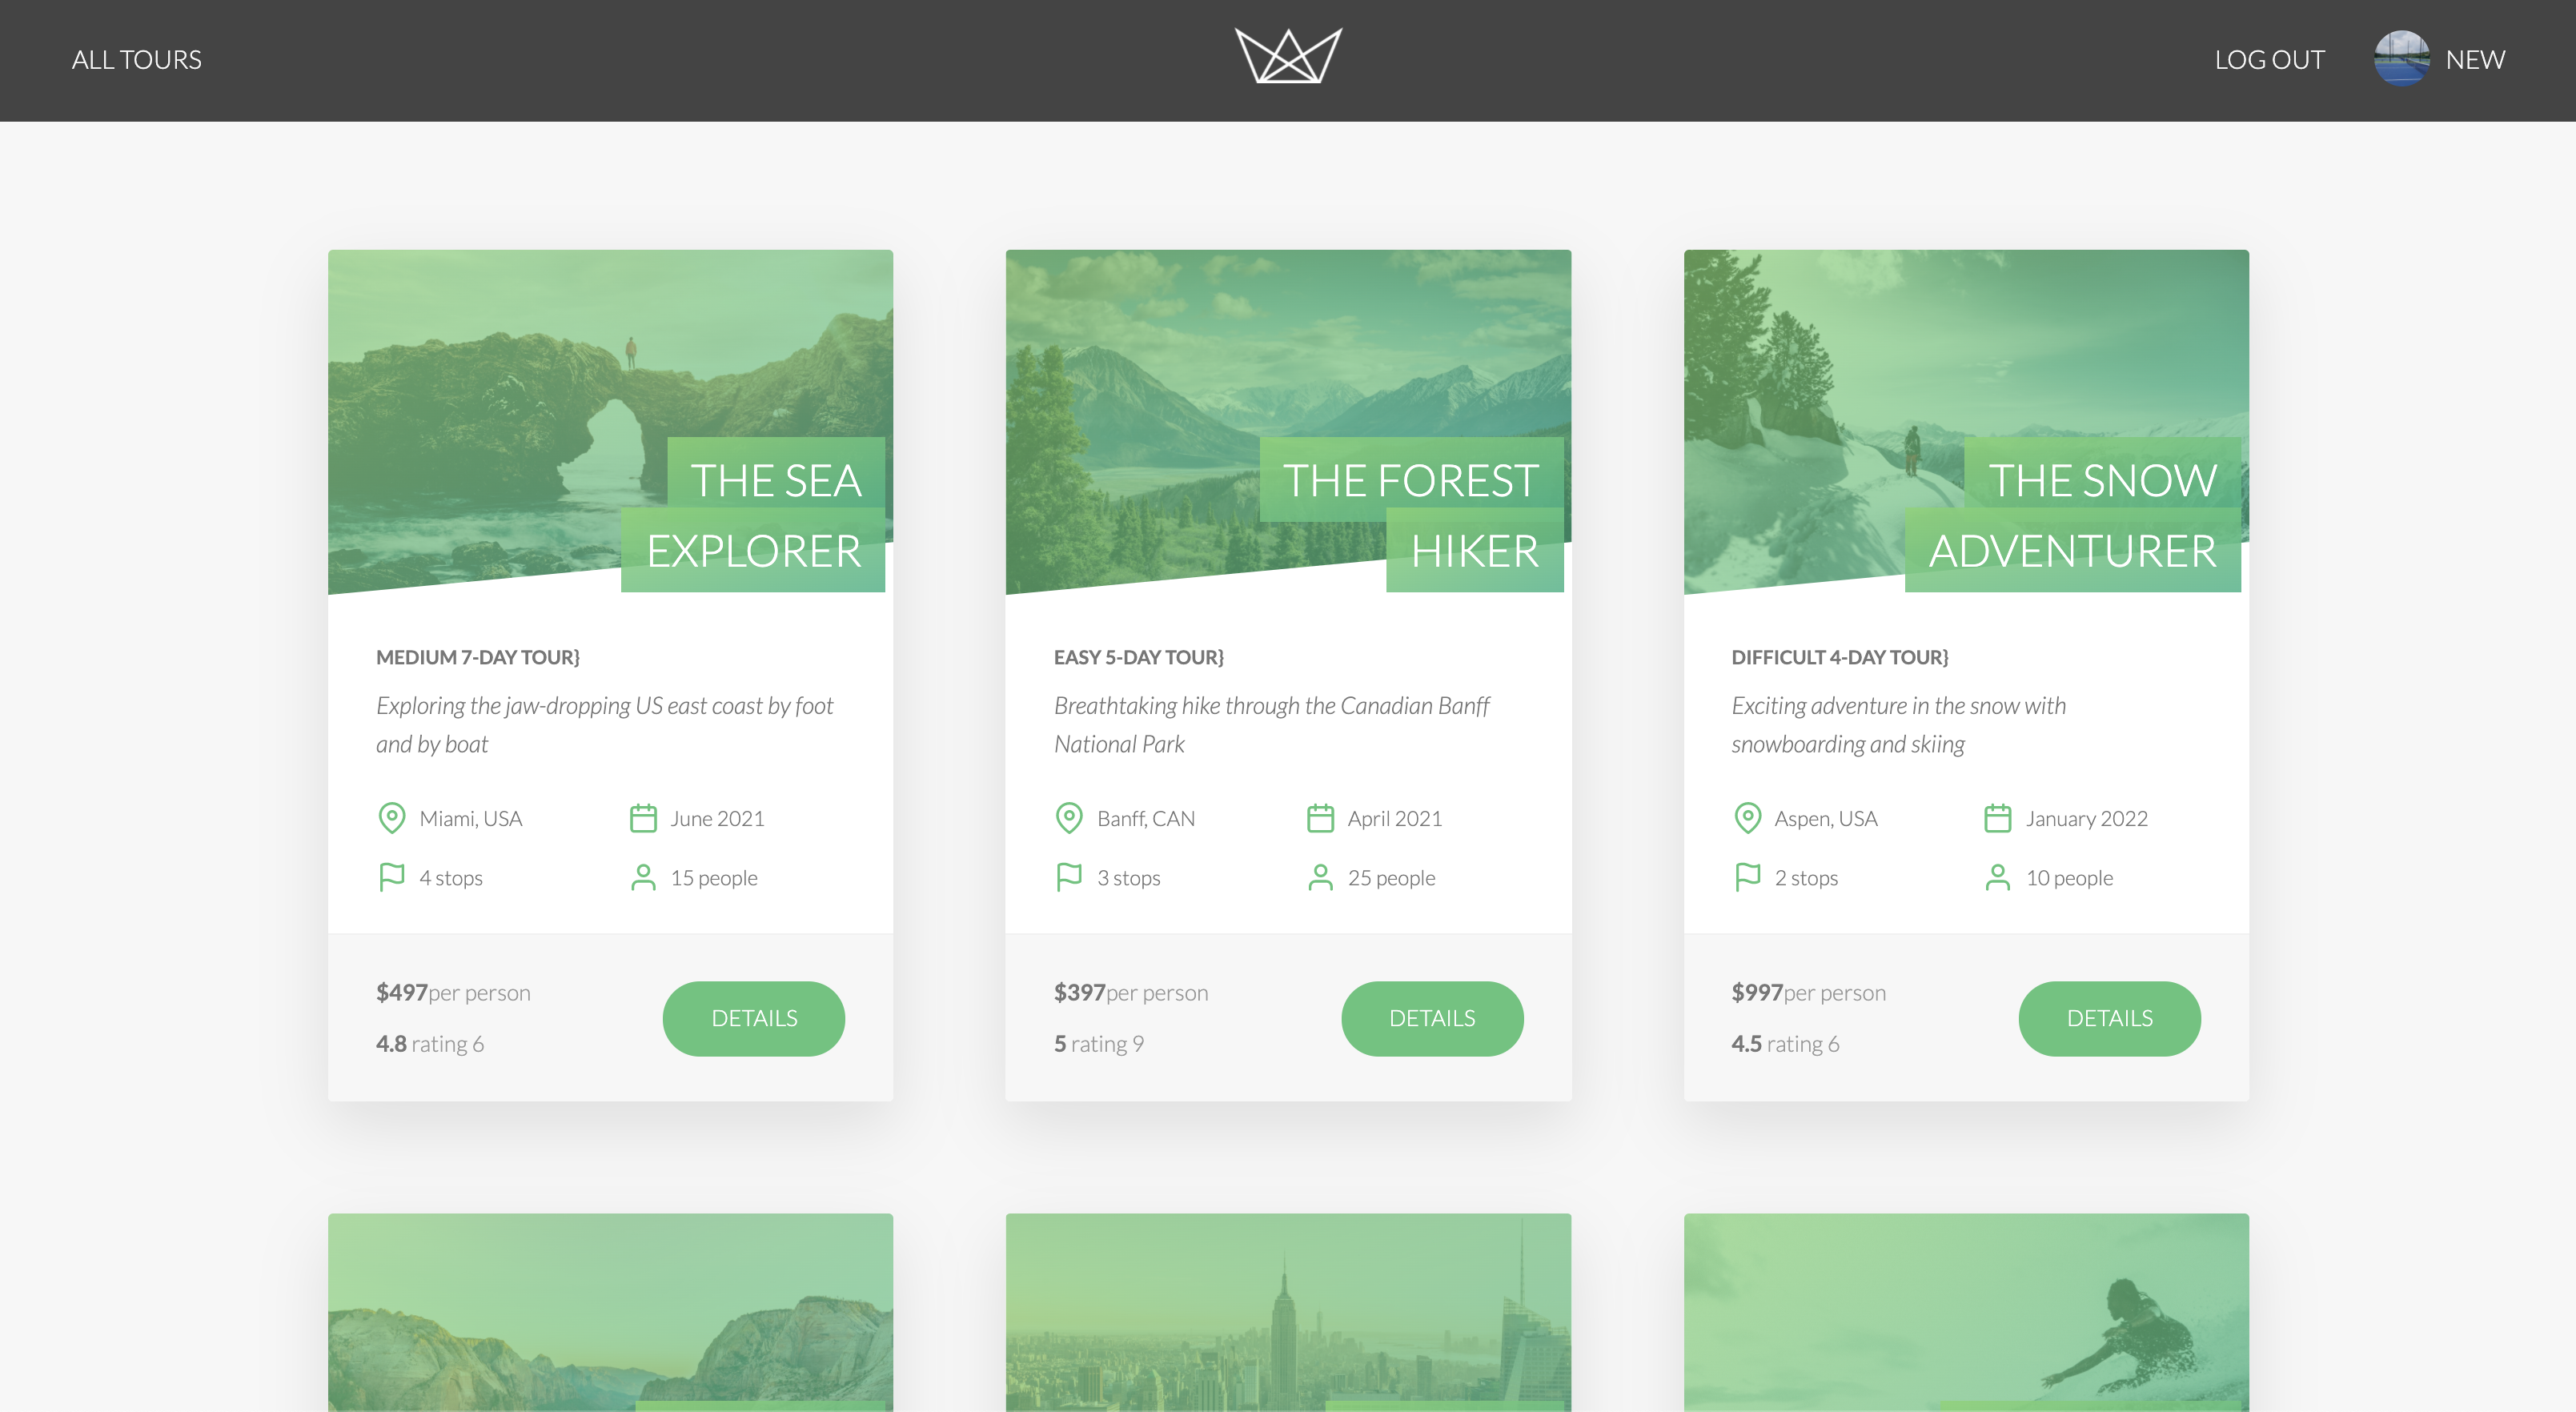 ALL TOURS
LOG OUT
NEW
THE SEA
EXPLORER
MEDIUM 7-DAY TOUR}
Exploring the jaw-dropping US east coast by foot
and by boat
Miami, USA
June 2021
4 stops
15 people
$497per person
4.8 rating 6
DETAILS
THE FOREST
HIKER
EASY 5-DAY TOUR}
Breathtaking hike through the Canadian Banff
National Park
Banff, CAN
April 2021
3 stops
25 people
$397per person
5 rating 9
DETAILS
THE SNOW
ADVENTURER
DIFFICULT 4-DAY TOUR}
Exciting adventure in the snow with
snowboarding and skiing
Aspen, USA
January 2022
2 stops
10 people
$997per person
4.5 rating 6
DETAILS